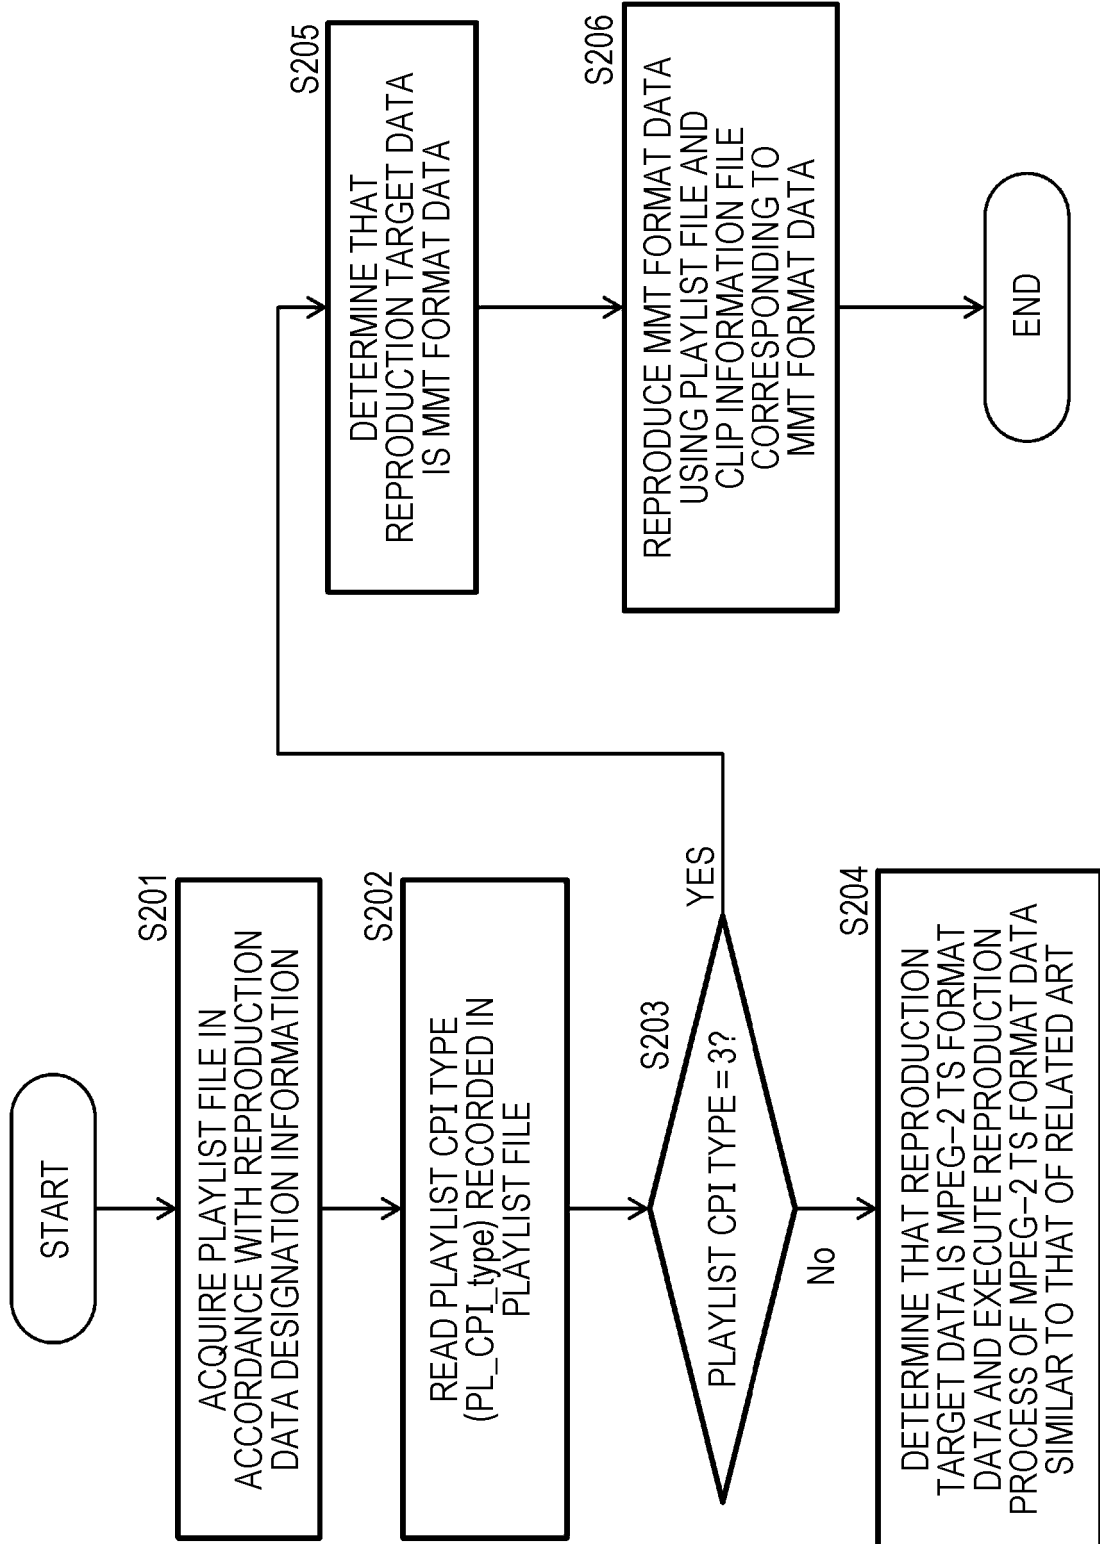 START
S201
ACQUIRE PLAYLIST FILE IN
ACCORDANCE WITH REPRODUCTION
DATA DESIGNATION INFORMATION
S202
READ PLAYLIST CPI TYPE
(PL_CPI_type) RECORDED IN
PLAYLIST FILE
S203
PLAYLIST CPI TYPE = 3?
YES
No
S204
DETERMINE THAT REPRODUCTION
TARGET DATA IS MPEG-2 TS FORMAT
DATA AND EXECUTE REPRODUCTION
PROCESS OF MPEG-2 TS FORMAT DATA
SIMILAR TO THAT OF RELATED ART
S205
DETERMINE THAT
REPRODUCTION TARGET DATA
IS MMT FORMAT DATA
S206
REPRODUCE MMT FORMAT DATA
USING PLAYLIST FILE AND
CLIP INFORMATION FILE
CORRESPONDING TO
MMT FORMAT DATA
END